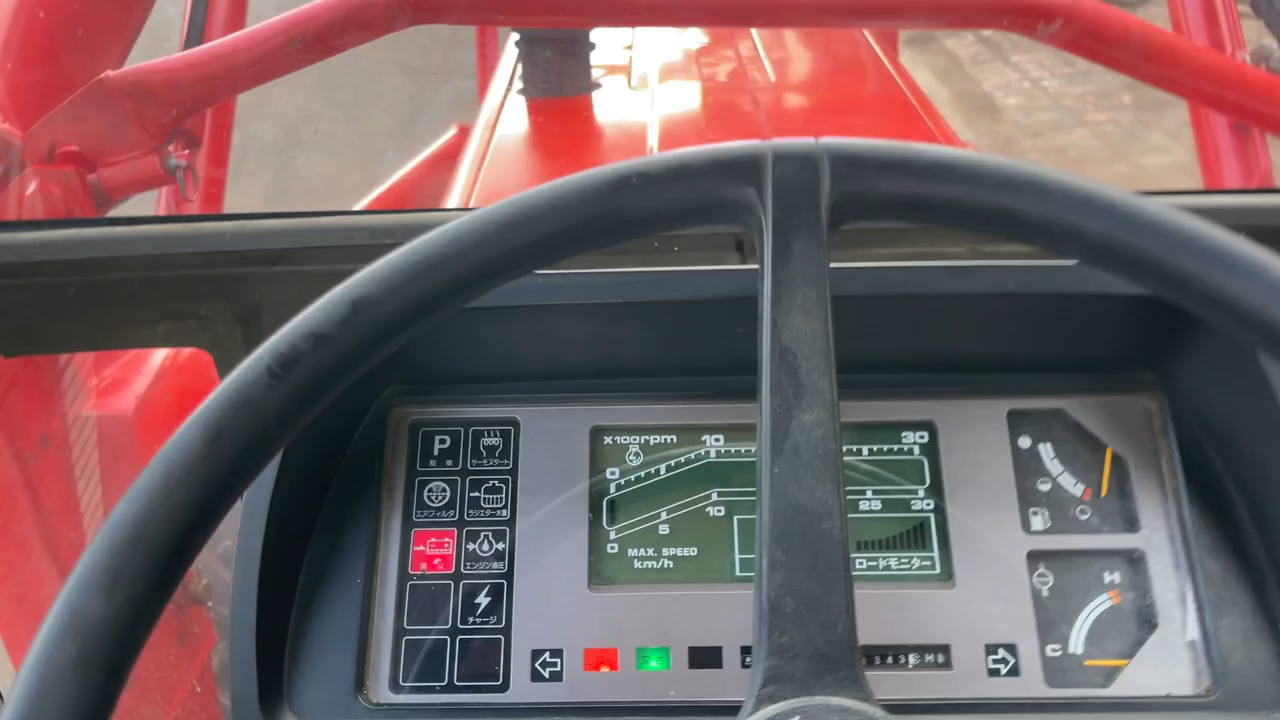 P
駐 車
サーモスタート
エアフィルタ
ラジエター水量
エンジン油圧
チャージ
X100rpm
10
30
0
0
5
10
25
30
MAX. SPEED
km/h
ロードモニター
H
C